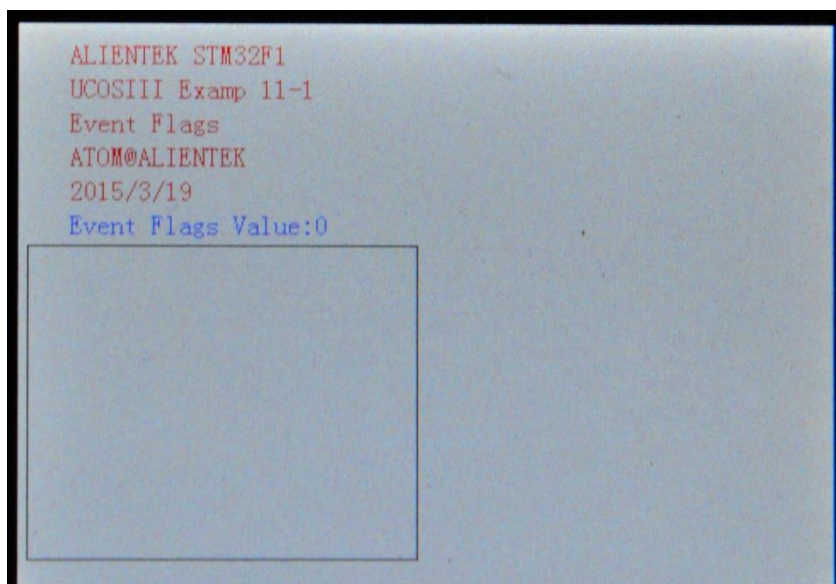 ALIENTEK STM32F1
UCOSIII Examp 11-1
Event Flags
ATOM@ALIENTEK
2015/3/19
Event Flags Value:0